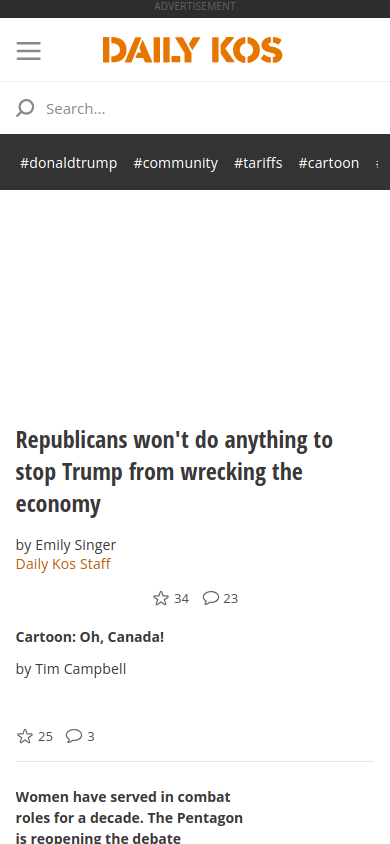 ADVERTISEMENT
DAILY KOS
Search...
#donaldtrump #community #tariffs #cartoon
Republicans won't do anything to
stop Trump from wrecking the
economy
by Emily Singer
Daily Kos Staff
34 23
Cartoon: Oh, Canada!
by Tim Campbell
25 3
Women have served in combat
roles for a decade. The Pentagon
is reopening the debate